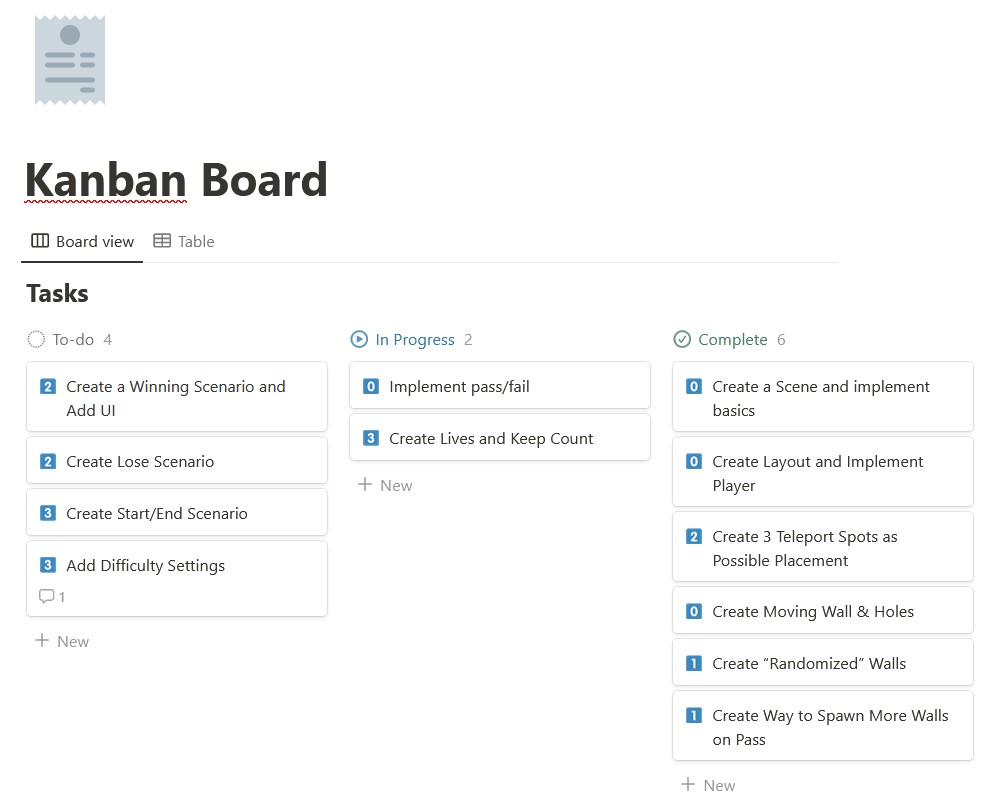 Kanban Board
Board view Table
Tasks
To-do 4
2 Create a Winning Scenario and
Add UI
2 Create Lose Scenario
3 Create Start/End Scenario
3 Add Difficulty Settings
1
+ New
In Progress 2
0 Implement pass/fail
3 Create Lives and Keep Count
+ New
Complete 6
0 Create a Scene and implement
basics
0 Create Layout and Implement
Player
2 Create 3 Teleport Spots as
Possible Placement
0 Create Moving Wall & Holes
1 Create “Randomized” Walls
1 Create Way to Spawn More Walls
on Pass
+ New